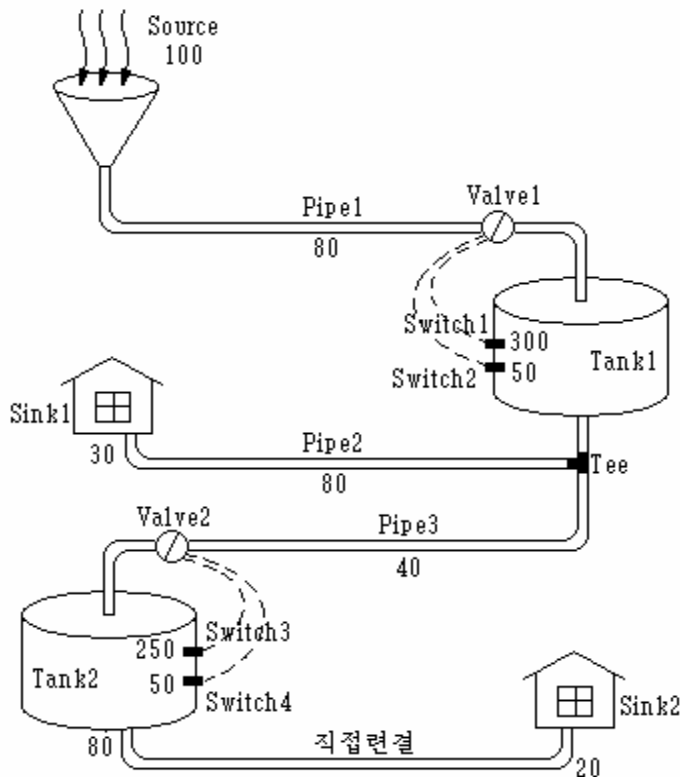 Source
100
Pipe1
Valve1
80
Switch1
300
Tank1
Switch2
50
Sink1
30
Pipe2
80
Tee
Valve2
Pipe3
40
250
Switch3
Tank2
50
Switch4
Sink2
80
직접련결
20